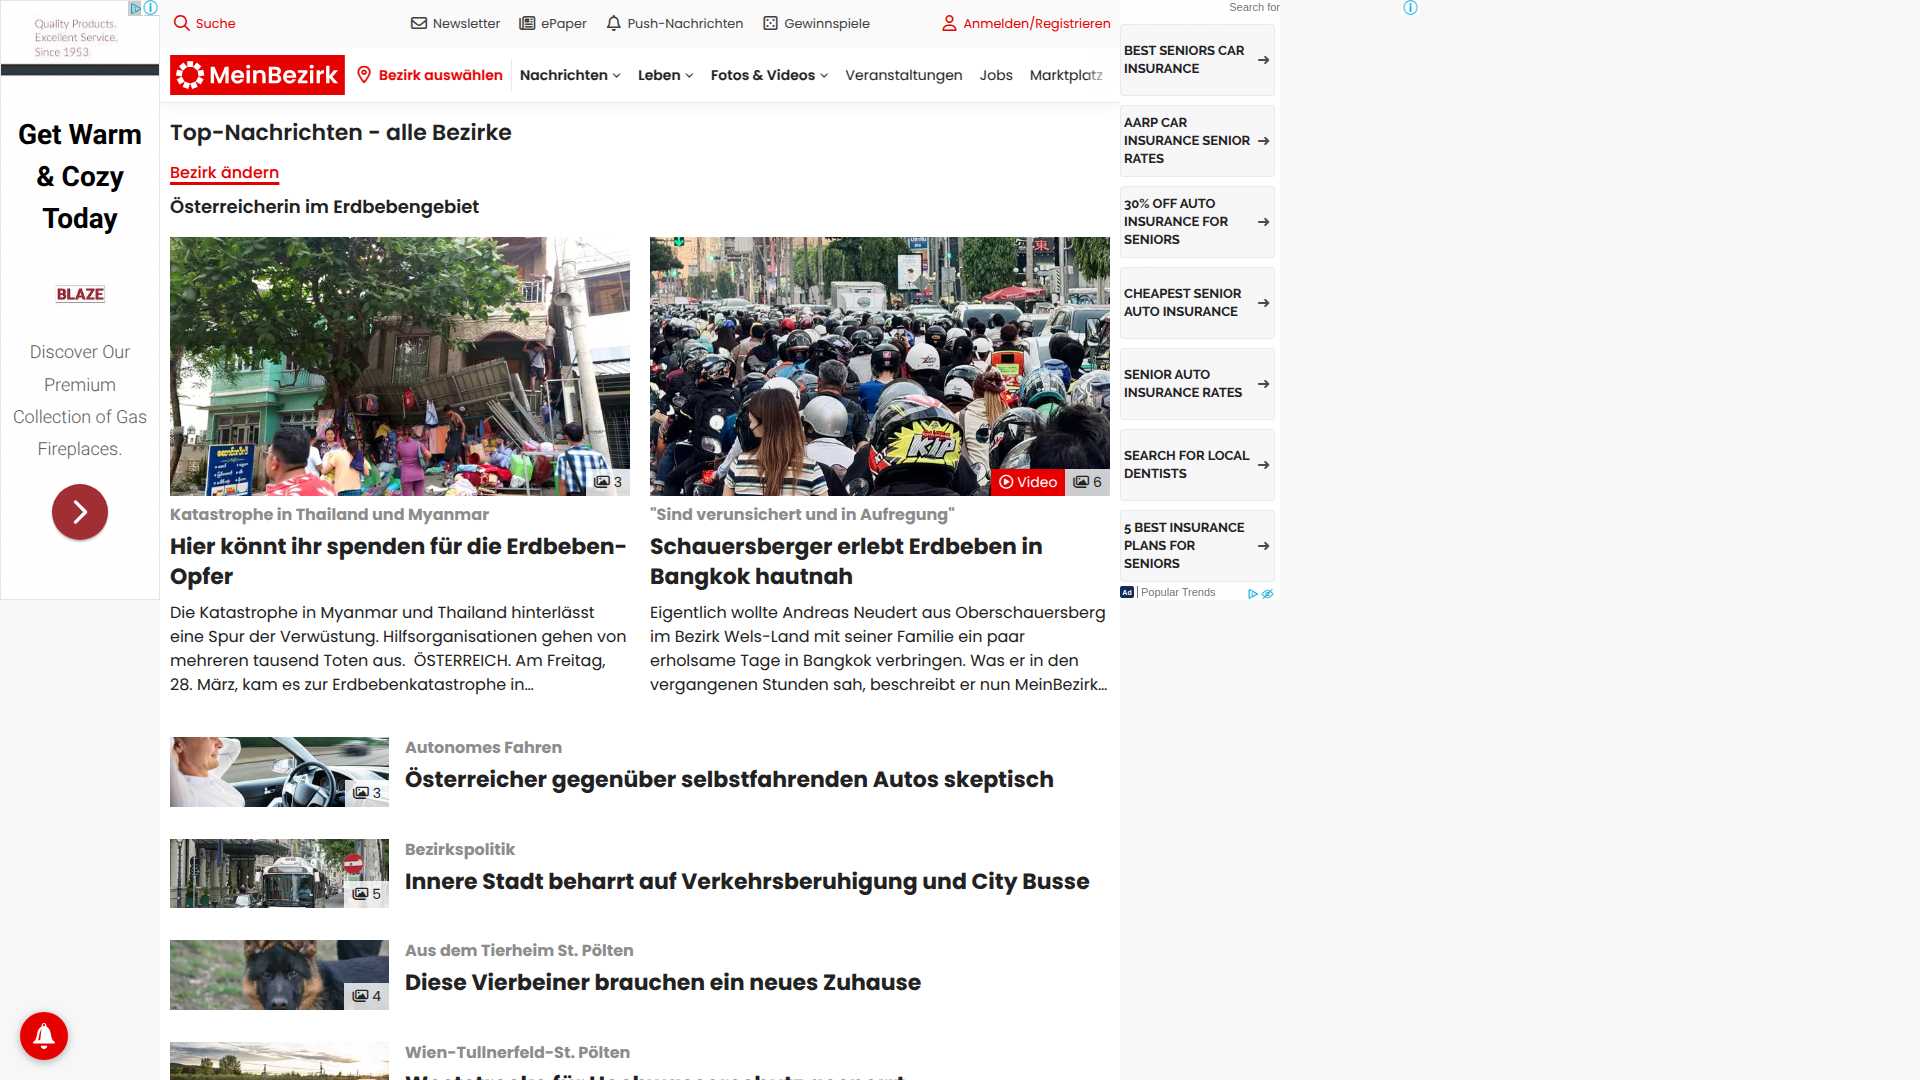 Quality Products.
Excellent Service.
Since 1953.
Get Warm
& Cozy
Today
BLAZE
Discover Our
Premium
Collection of Gas
Fireplaces.
Suche
Newsletter
ePaper
Push-Nachrichten
Gewinnspiele
Anmelden/Registrieren
MeinBezirk
Bezirk auswählen
Nachrichten
Leben
Fotos & Videos
Veranstaltungen
Jobs
Marktplatz
Top-Nachrichten - alle Bezirke
Bezirk ändern
Österreicherin im Erdbebengebiet
3
Katastrophe in Thailand und Myanmar
Hier könnt ihr spenden für die Erdbeben-
Opfer
Die Katastrophe in Myanmar und Thailand hinterlässt
eine Spur der Verwüstung. Hilfsorganisationen gehen von
mehreren tausend Toten aus.  ÖSTERREICH. Am Freitag,
28. März, kam es zur Erdbebenkatastrophe in...
東
KIP
Video
6
"Sind verunsichert und in Aufregung"
Schauersberger erlebt Erdbeben in
Bangkok hautnah
Eigentlich wollte Andreas Neudert aus Oberschauersberg
im Bezirk Wels-Land mit seiner Familie ein paar
erholsame Tage in Bangkok verbringen. Was er in den
vergangenen Stunden sah, beschreibt er nun MeinBezirk...
3
Autonomes Fahren
Österreicher gegenüber selbstfahrenden Autos skeptisch
5
Bezirkspolitik
Innere Stadt beharrt auf Verkehrsberuhigung und City Busse
4
Aus dem Tierheim St. Pölten
Diese Vierbeiner brauchen ein neues Zuhause
Wien-Tullnerfeld-St. Pölten
Search for
BEST SENIORS CAR
INSURANCE
AARP CAR
INSURANCE SENIOR
RATES
30% OFF AUTO
INSURANCE FOR
SENIORS
CHEAPEST SENIOR
AUTO INSURANCE
SENIOR AUTO
INSURANCE RATES
SEARCH FOR LOCAL
DENTISTS
5 BEST INSURANCE
PLANS FOR
SENIORS
Ad
Popular Trends